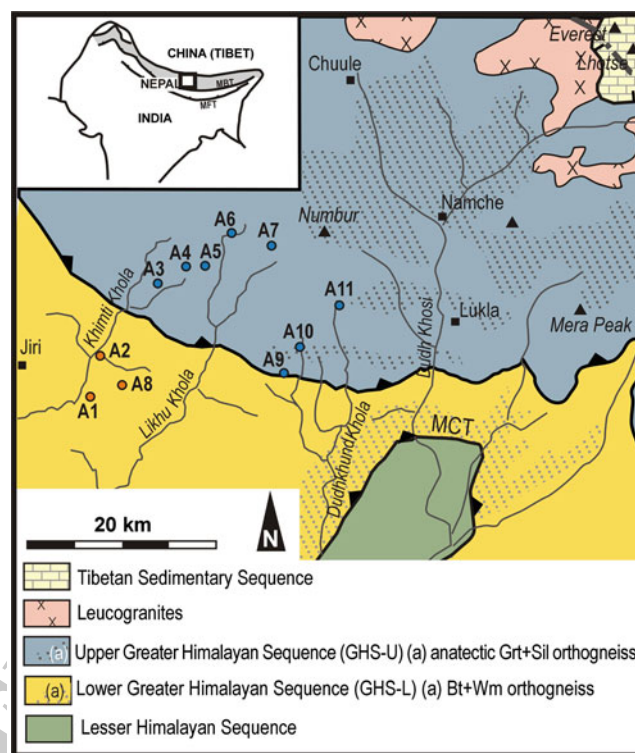 CHINA (TIBET)
NEPAL
MBT
MFT
INDIA
Everest
Lhotse
Chuule
Namche
Numbur
A6
A7
A4
A5
A3
A11
Khimti Khola
Lukla
Mera Peak
Dudh Khosi
A10
A9
Jiri
A2
A8
A1
Likhu Khola
Dudhkhund Khola
MCT
20 km
N
Tibetan Sedimentary Sequence
Leucogranites
(a) Upper Greater Himalayan Sequence (GHS-U) (a) anatectic Grt+Sil orthogneiss
(a) Lower Greater Himalayan Sequence (GHS-L) (a) Bt+Wm orthogneiss
Lesser Himalayan Sequence